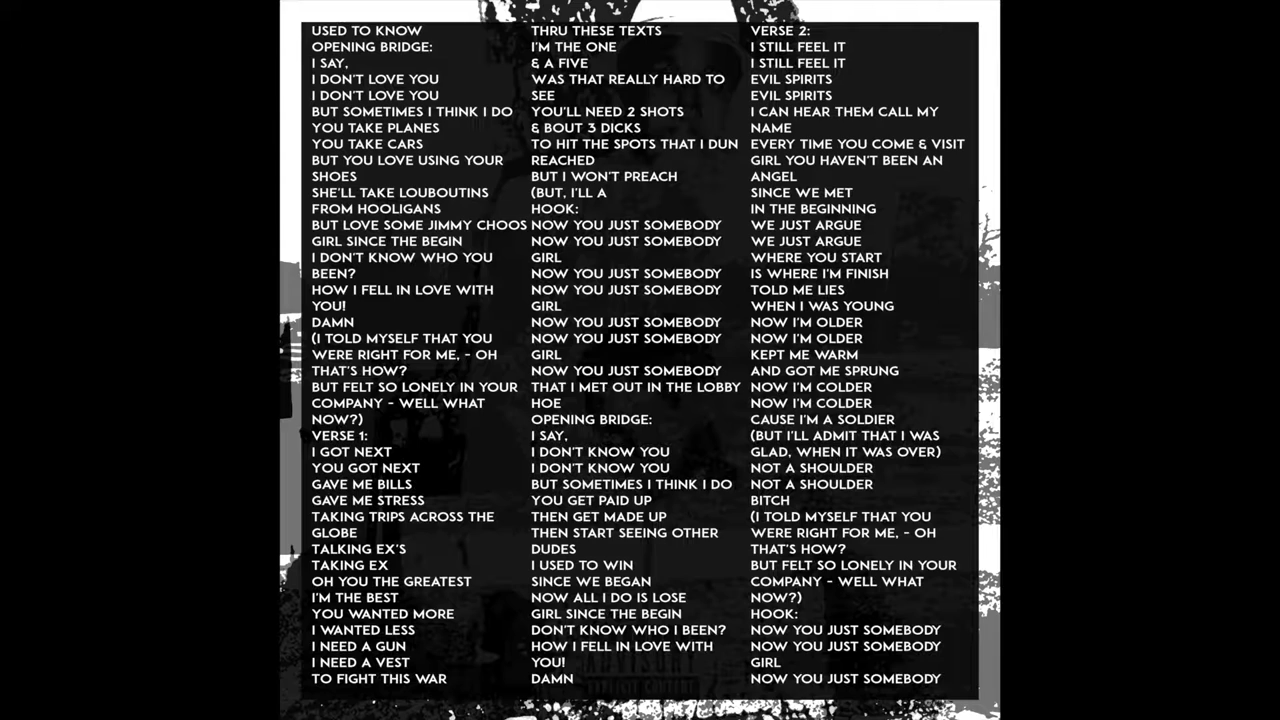 USED TO KNOW
OPENING BRIDGE:
I SAY,
I DON'T LOVE YOU
I DON'T LOVE YOU
BUT SOMETIMES I THINK I DO
YOU TAKE PLANES
YOU TAKE CARS
BUT YOU LOVE USING YOUR
SHOES
SHE'LL TAKE LOUBOUTINS
FROM HOOLIGANS
BUT LOVE SOME JIMMY CHOOS
GIRL SINCE THE BEGIN
I DON'T KNOW WHO YOU
BEEN?
HOW I FELL IN LOVE WITH
YOU!
DAMN
(I TOLD MYSELF THAT YOU
WERE RIGHT FOR ME, - OH
THAT'S HOW?
BUT FELT SO LONELY IN YOUR
COMPANY - WELL WHAT
NOW?)
VERSE 1:
I GOT NEXT
YOU GOT NEXT
GAVE ME BILLS
GAVE ME STRESS
TAKING TRIPS ACROSS THE
GLOBE
TALKING EX'S
TAKING EX
OH YOU THE GREATEST
I'M THE BEST
YOU WANTED MORE
I WANTED LESS
I NEED A GUN
I NEED A VEST
TO FIGHT THIS WAR
THRU THESE TEXTS
I'M THE ONE
& A FIVE
WAS THAT REALLY HARD TO
SEE
YOU'LL NEED 2 SHOTS
& BOUT 3 DICKS
TO HIT THE SPOTS THAT I DUN
REACHED
BUT I WON'T PREACH
(BUT, I'LL A
HOOK:
NOW YOU JUST SOMEBODY
NOW YOU JUST SOMEBODY
GIRL
NOW YOU JUST SOMEBODY
NOW YOU JUST SOMEBODY
GIRL
NOW YOU JUST SOMEBODY
NOW YOU JUST SOMEBODY
GIRL
NOW YOU JUST SOMEBODY
THAT I MET OUT IN THE LOBBY
HOE
OPENING BRIDGE:
I SAY,
I DON'T KNOW YOU
I DON'T KNOW YOU
BUT SOMETIMES I THINK I DO
YOU GET PAID UP
THEN GET MADE UP
THEN START SEEING OTHER
DUDES
I USED TO WIN
SINCE WE BEGAN
NOW ALL I DO IS LOSE
GIRL SINCE THE BEGIN
DON'T KNOW WHO I BEEN?
HOW I FELL IN LOVE WITH
YOU!
DAMN
VERSE 2:
I STILL FEEL IT
I STILL FEEL IT
EVIL SPIRITS
EVIL SPIRITS
I CAN HEAR THEM CALL MY
NAME
EVERY TIME YOU COME & VISIT
GIRL YOU HAVEN'T BEEN AN
ANGEL
SINCE WE MET
IN THE BEGINNING
WE JUST ARGUE
WE JUST ARGUE
WHERE YOU START
IS WHERE I'M FINISH
TOLD ME LIES
WHEN I WAS YOUNG
NOW I'M OLDER
NOW I'M OLDER
KEPT ME WARM
AND GOT ME SPRUNG
NOW I'M COLDER
NOW I'M COLDER
CAUSE I'M A SOLDIER
(BUT I'LL ADMIT THAT I WAS
GLAD, WHEN IT WAS OVER)
NOT A SHOULDER
NOT A SHOULDER
BITCH
(I TOLD MYSELF THAT YOU
WERE RIGHT FOR ME, - OH
THAT'S HOW?
BUT FELT SO LONELY IN YOUR
COMPANY - WELL WHAT
NOW?)
HOOK:
NOW YOU JUST SOMEBODY
NOW YOU JUST SOMEBODY
GIRL
NOW YOU JUST SOMEBODY
ADVISORY
EXPLICIT CONTENT